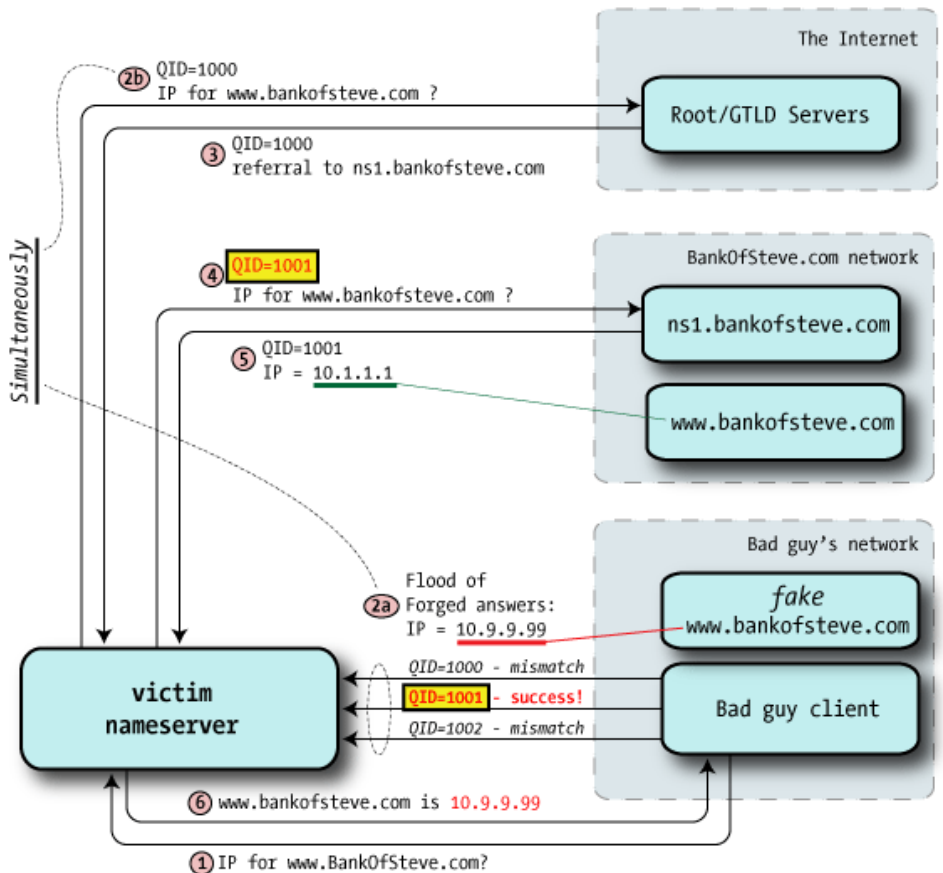 The Internet
Root/GTLD Servers
2b
QID=1000
IP for www.bankofsteve.com ?
3
QID=1000
referral to ns1.bankofsteve.com
Simultaneously
BankOfSteve.com network
ns1.bankofsteve.com
www.bankofsteve.com
4
QID=1001
IP for www.bankofsteve.com ?
5
QID=1001
IP = 10.1.1.1
Bad guy's network
fake
www.bankofsteve.com
Bad guy client
2a
Flood of
Forged answers:
IP = 10.9.9.99
QID=1000 - mismatch
QID=1001 - success!
QID=1002 - mismatch
victim
nameserver
6 www.bankofsteve.com is 10.9.9.99
1 IP for www.BankOfSteve.com?